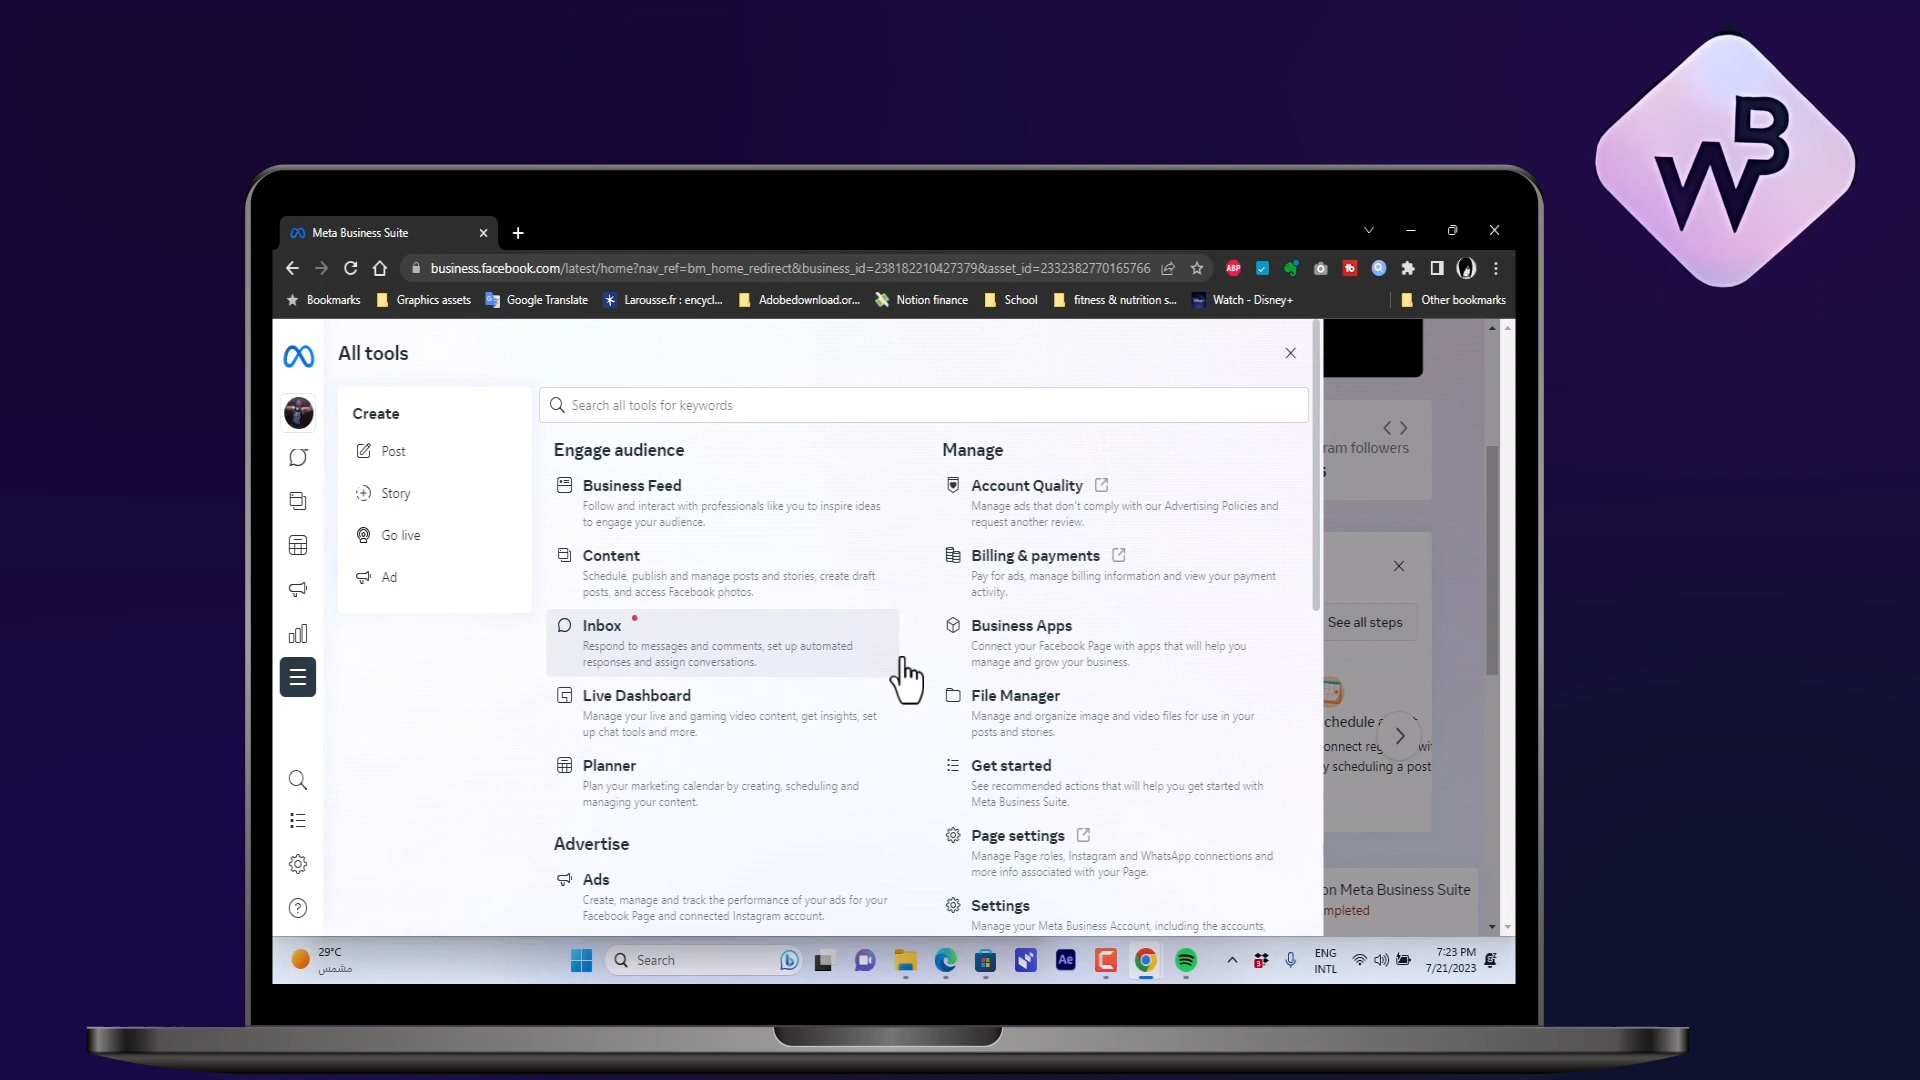 WB
Meta Business Suite
business.facebook.com/latest/home?nav_ref=bm_home_redirect&business_id=238182210427379&asset_id=2332382770165766
ABP
Bookmarks
Graphics assets
Google Translate
Larousse.fr : encycl...
Adobedownload.or...
Notion finance
School
fitness & nutrition s...
Watch - Disney+
Other bookmarks
All tools
Create
Post
Story
Go live
Ad
Search all tools for keywords
Engage audience
Business Feed
Follow and interact with professionals like you to inspire ideas
to engage your audience.
Content
Schedule, publish and manage posts and stories, create draft
posts, and access Facebook photos.
Inbox
Respond to messages and comments, set up automated
responses and assign conversations.
Live Dashboard
Manage your live and gaming video content, get insights, set
up chat tools and more.
Planner
Plan your marketing calendar by creating, scheduling and
managing your content.
Advertise
Ads
Create, manage and track the performance of your ads for your
Facebook Page and connected Instagram account.
Manage
Account Quality
Manage ads that don't comply with our Advertising Policies and
request another review.
Billing & payments
Pay for ads, manage billing information and view your payment
activity.
Business Apps
Connect your Facebook Page with apps that will help you
manage and grow your business.
File Manager
Manage and organize image and video files for use in your
posts and stories.
Get started
See recommended actions that will help you get started with
Meta Business Suite.
Page settings
Manage Page roles, Instagram and WhatsApp connections and
more info associated with your Page.
Settings
Manage your Meta Business Account, including the accounts,
ram followers
See all steps
chedule
onnect reg
y scheduling a post
on Meta Business Suite
mpleted
29°C
مشمس
Search
Ae
ENG
INTL
7:23 PM
7/21/2023